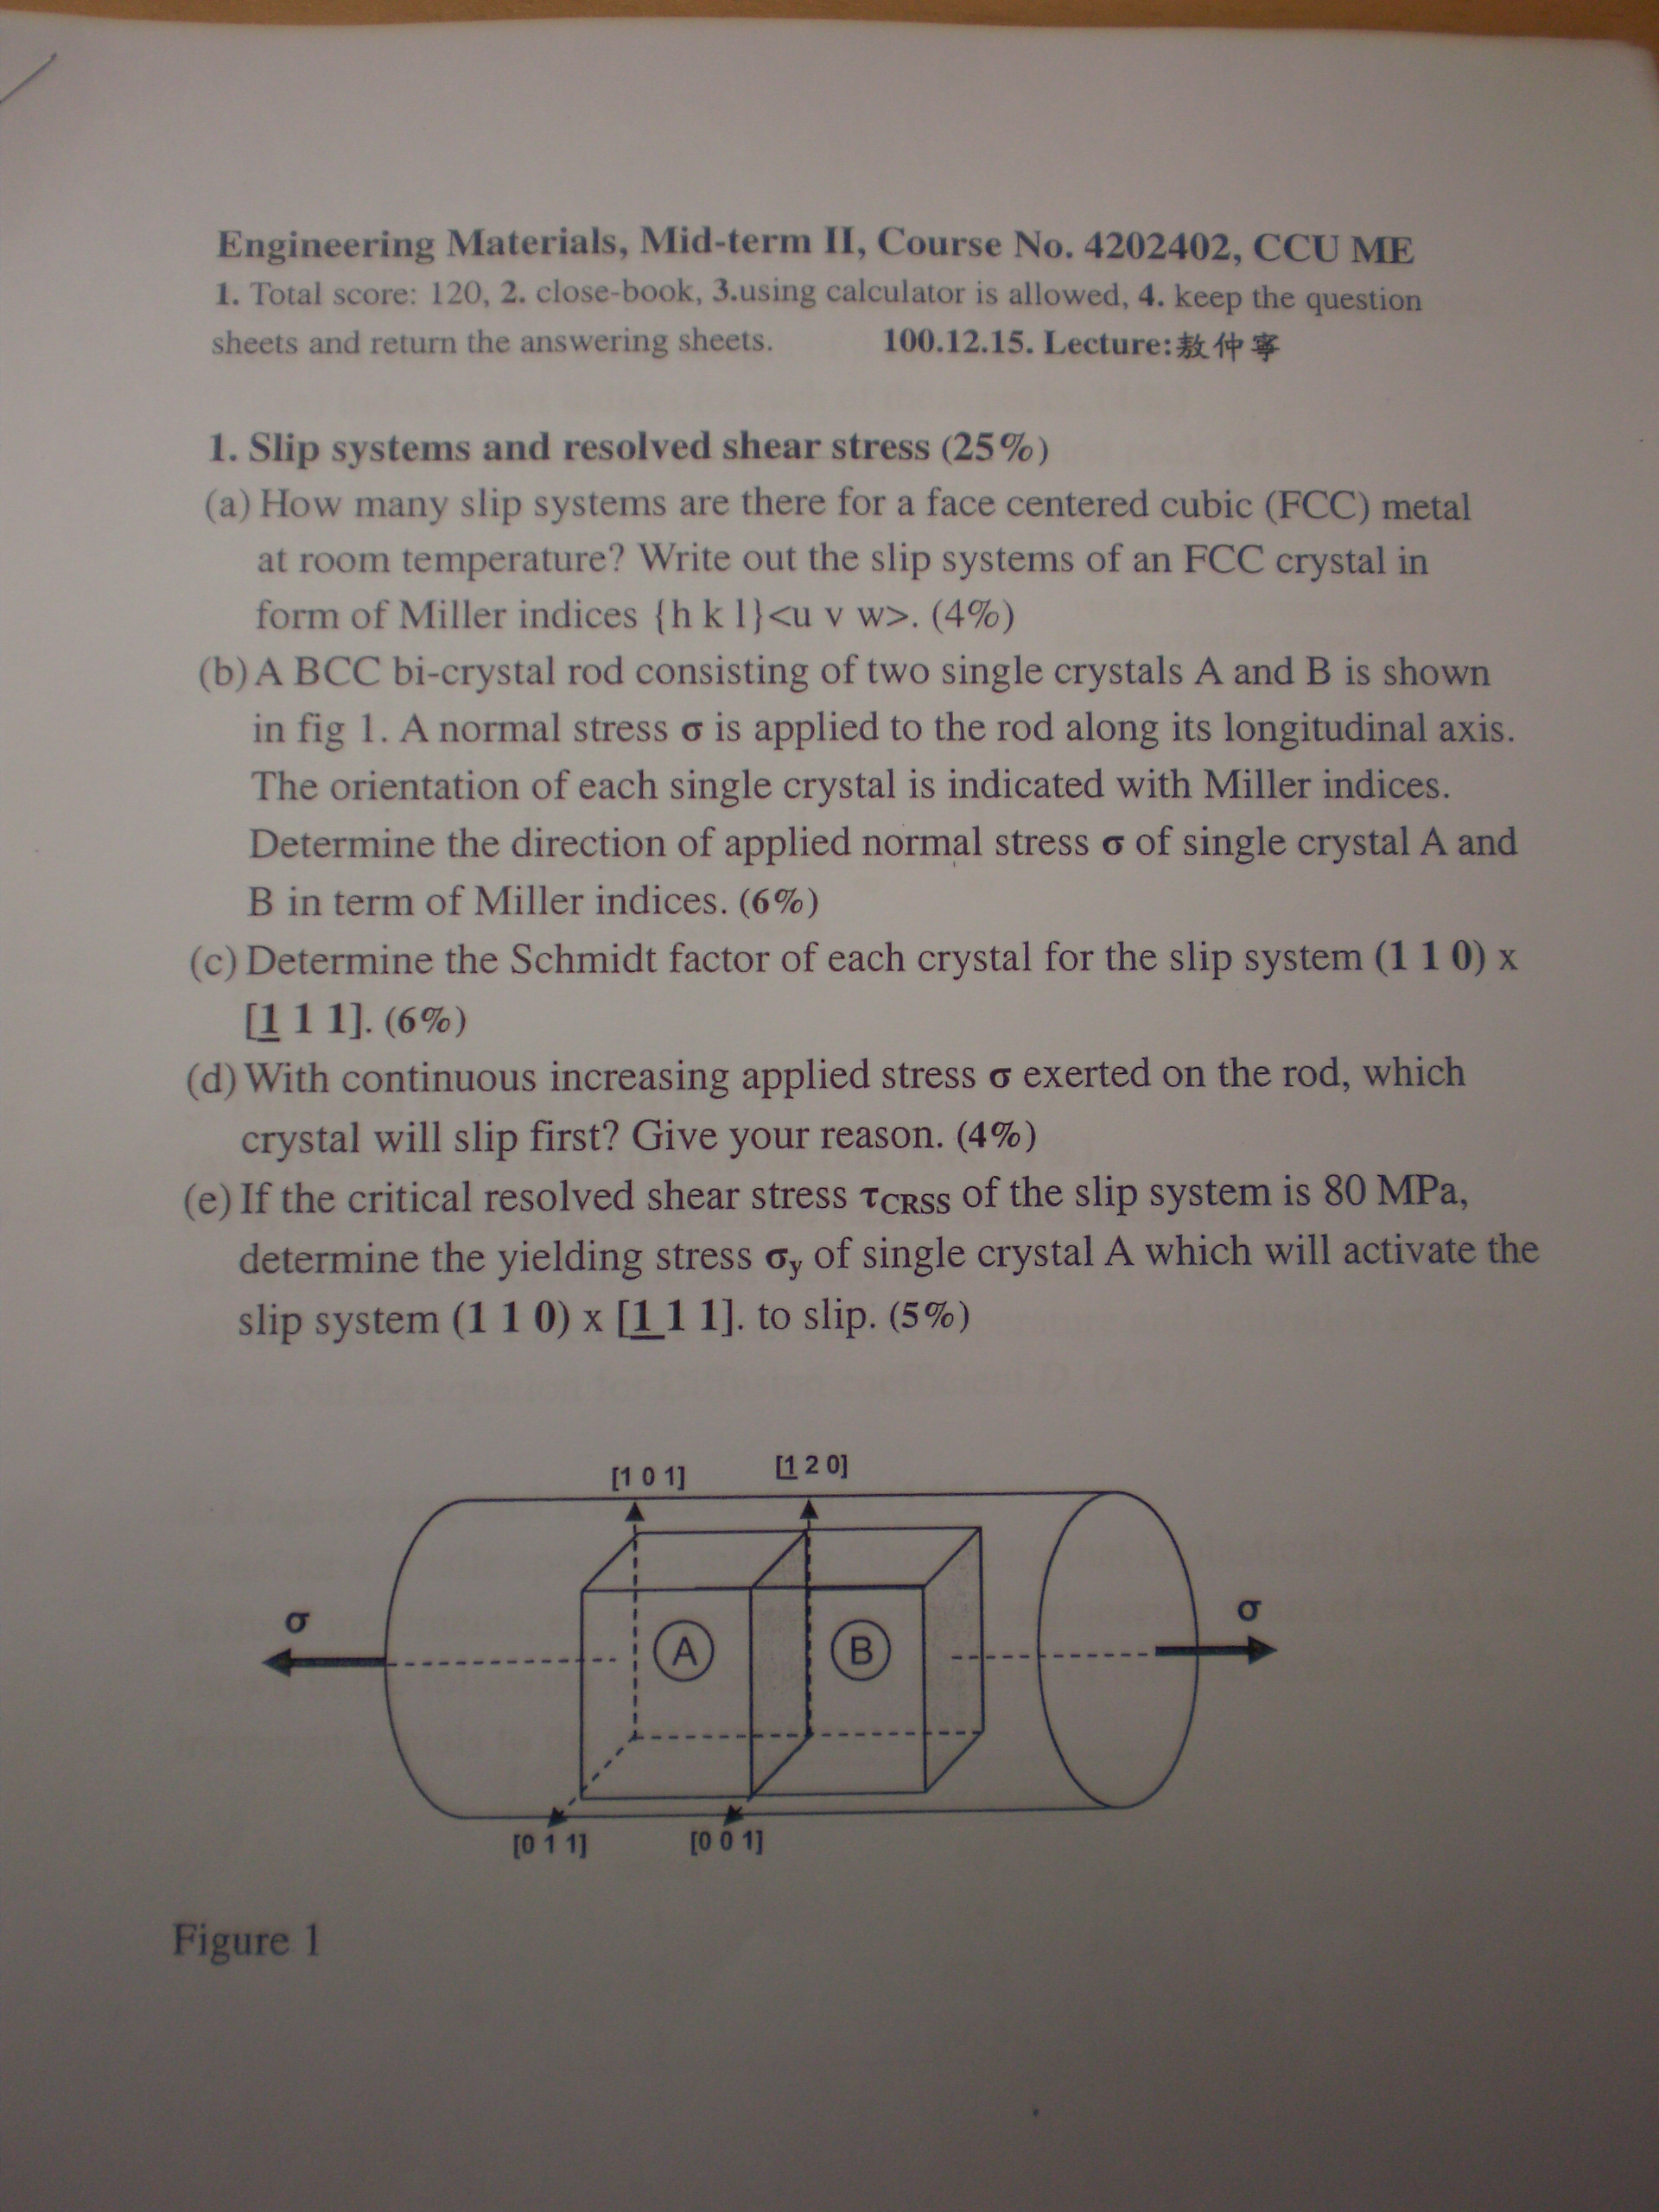 Engineering Materials, Mid-term II, Course No. 4202402, CCU ME
1. Total score: 120, 2. close-book, 3.using calculator is allowed, 4. keep the question
sheets and return the answering sheets. 100.12.15. Lecture:敖仲寧
1. Slip systems and resolved shear stress (25%)
(a) How many slip systems are there for a face centered cubic (FCC) metal
at room temperature? Write out the slip systems of an FCC crystal in
form of Miller indices {h k l}<u v w>. (4%)
(b) A BCC bi-crystal rod consisting of two single crystals A and B is shown
in fig 1. A normal stress σ is applied to the rod along its longitudinal axis.
The orientation of each single crystal is indicated with Miller indices.
Determine the direction of applied normal stress σ of single crystal A and
B in term of Miller indices. (6%)
(c) Determine the Schmidt factor of each crystal for the slip system (1 1 0) x
[1̲ 1 1]. (6%)
(d) With continuous increasing applied stress σ exerted on the rod, which
crystal will slip first? Give your reason. (4%)
(e) If the critical resolved shear stress τCRSS of the slip system is 80 MPa,
determine the yielding stress σy of single crystal A which will activate the
slip system (1 1 0) x [1̲ 1 1]. to slip. (5%)
[1 0 1] [1̲ 2 0]
σ σ
A B
[0 1 1] [0 0 1]
Figure 1